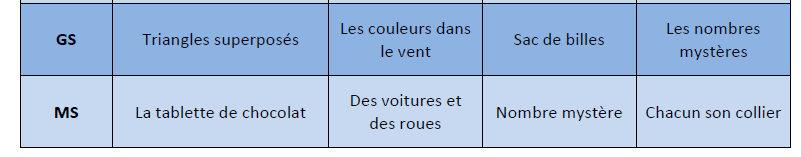 GS
Triangles superposés
Les couleurs dans
le vent
Sac de billes
Les nombres
mystères
MS
La tablette de chocolat
Des voitures et
des roues
Nombre mystère
Chacun son collier